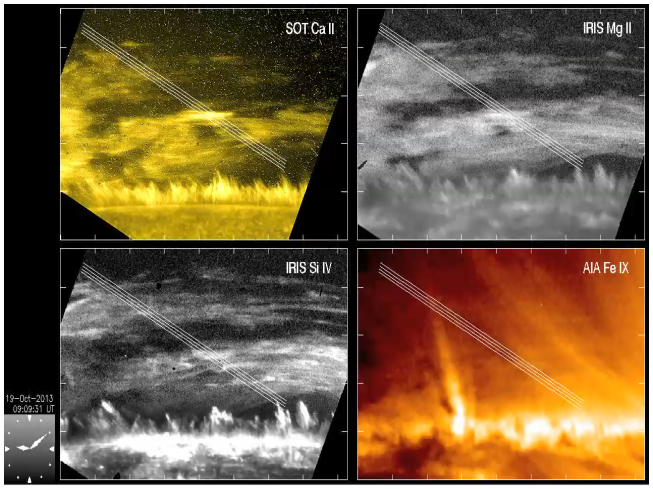 SOT Ca II
IRIS Mg II
IRIS Si IV
AIA Fe IX
19-Oct-2013
09:09:31 UT